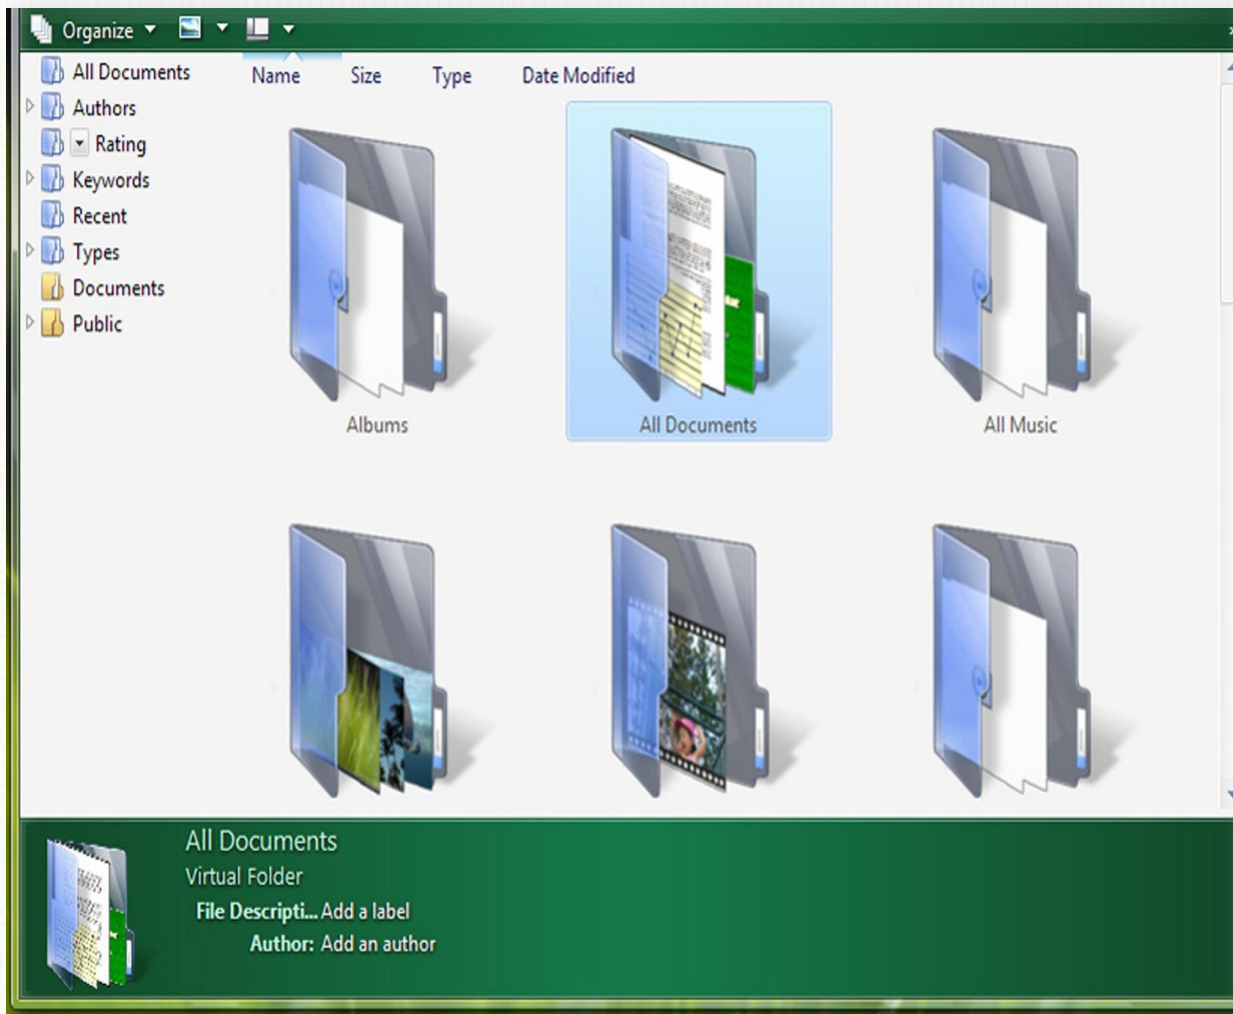 Organize
All Documents
Authors
Rating
Keywords
Recent
Types
Documents
Public
Name Size Type Date Modified
Albums All Documents All Music
All Documents
Virtual Folder
File Descripti... Add a label
Author: Add an author